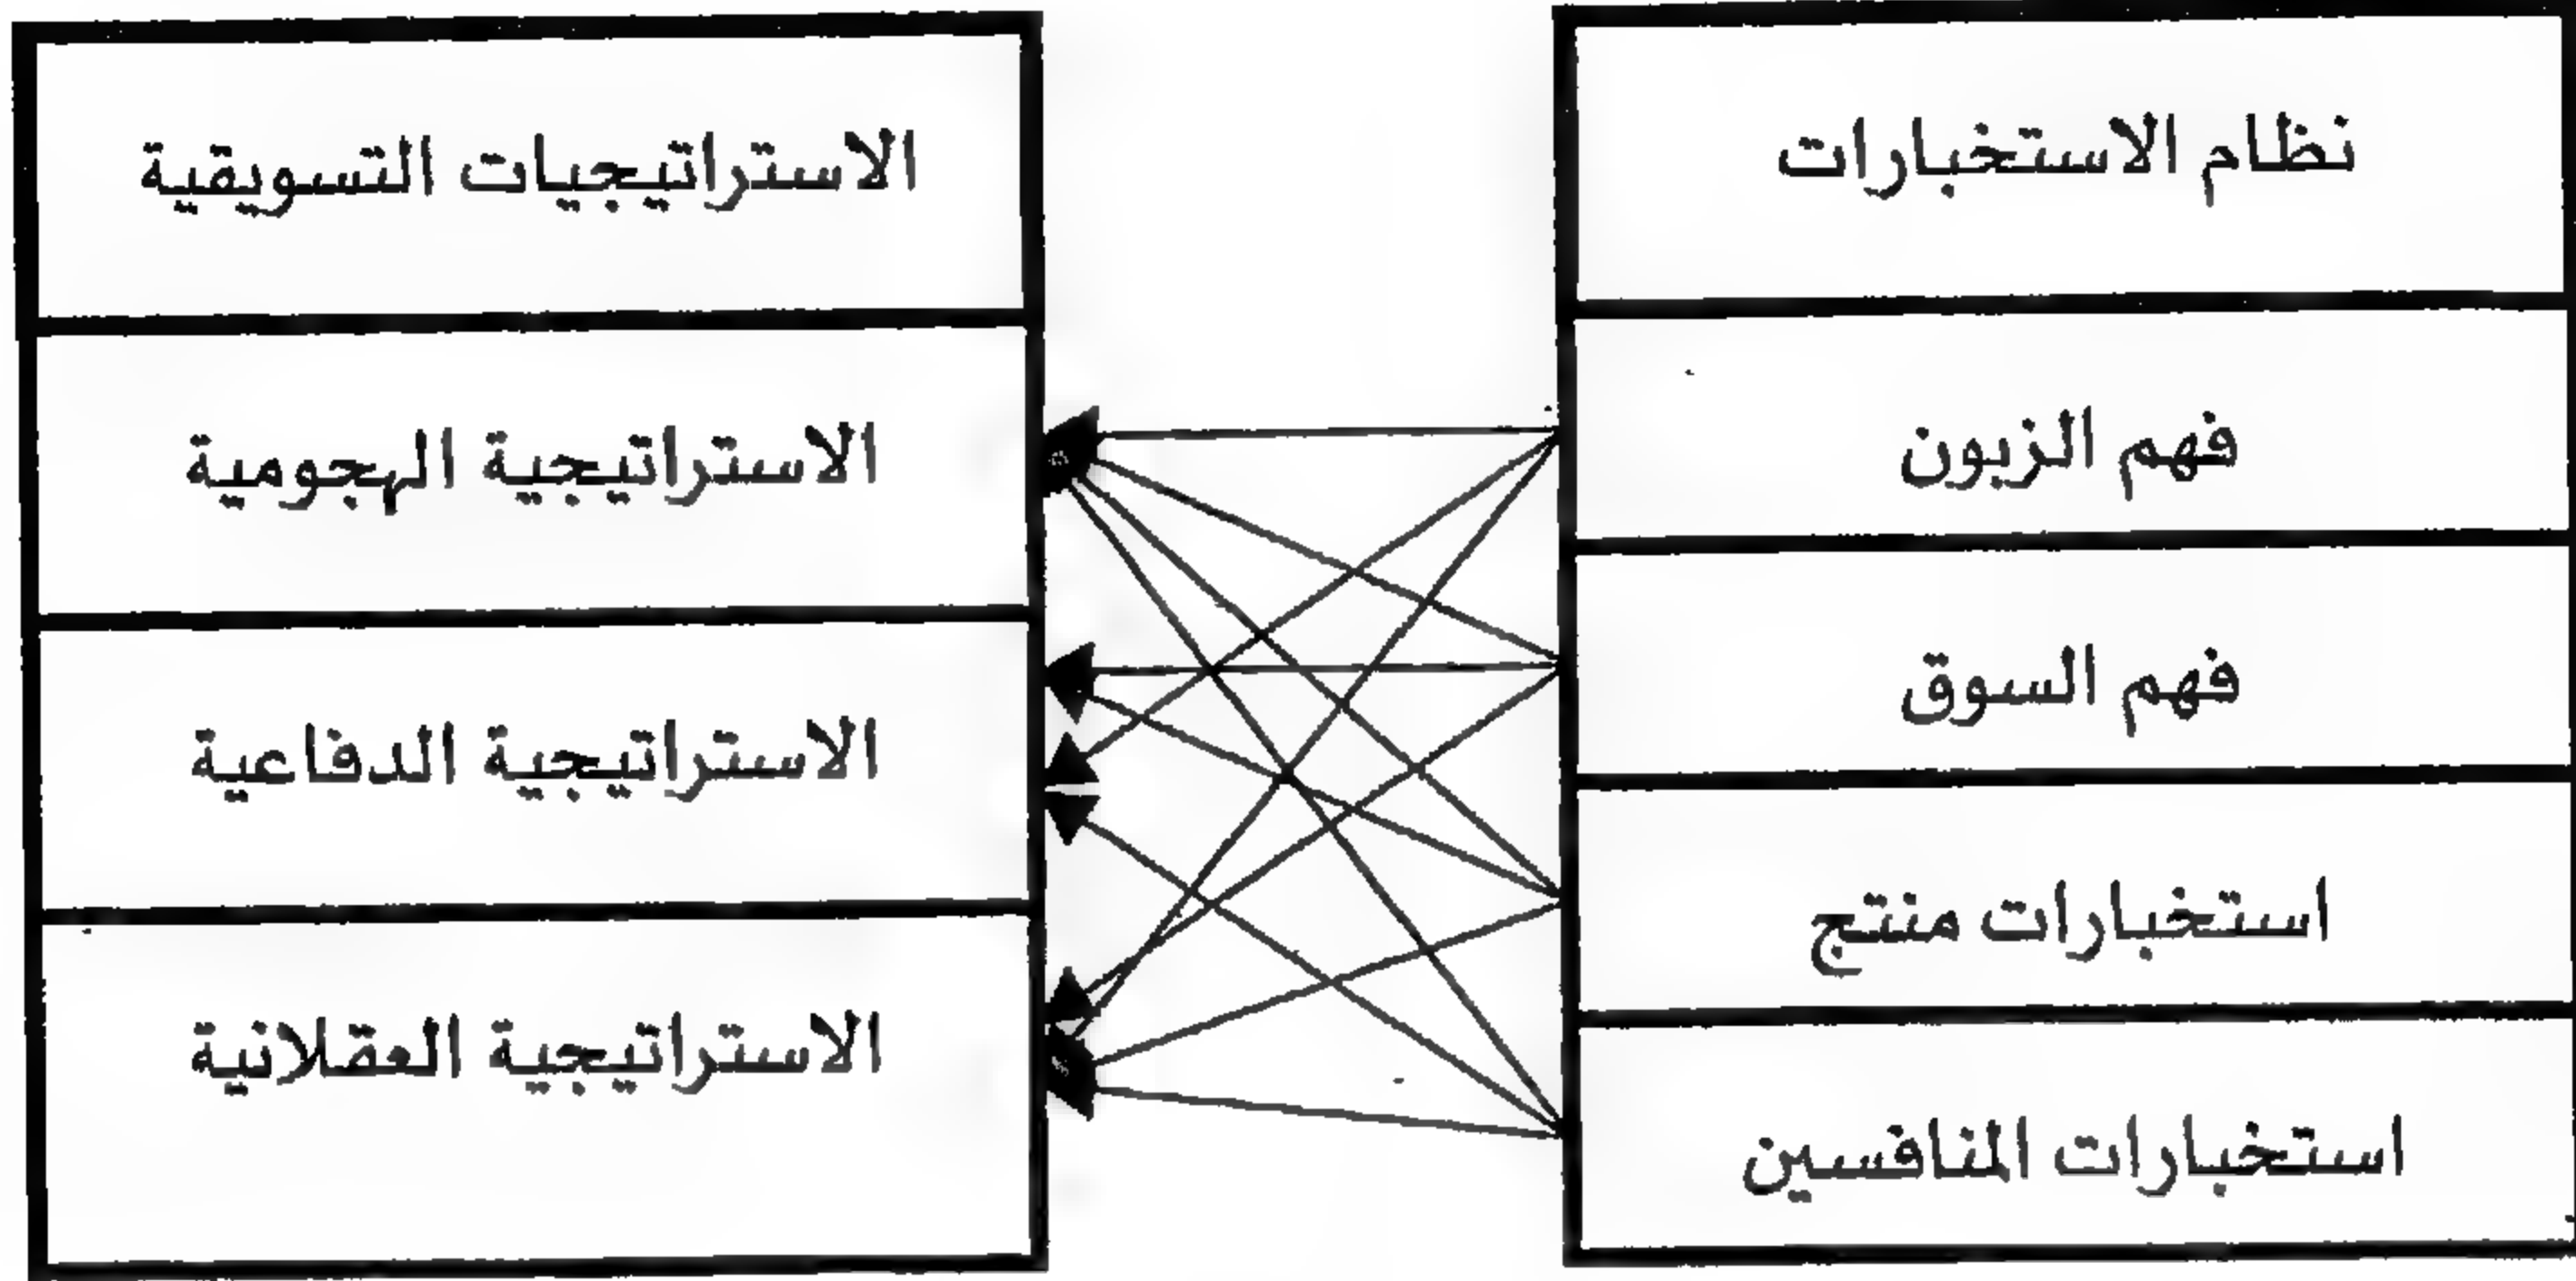 نظام الاستخبارات
فهم الزبون
فهم السوق
استخبارات منتج
استخبارات المنافسين
الاستراتيجيات التسويقية
الاستراتيجية الهجومية
الاستراتيجية الدفاعية
الاستراتيجية العقلانية